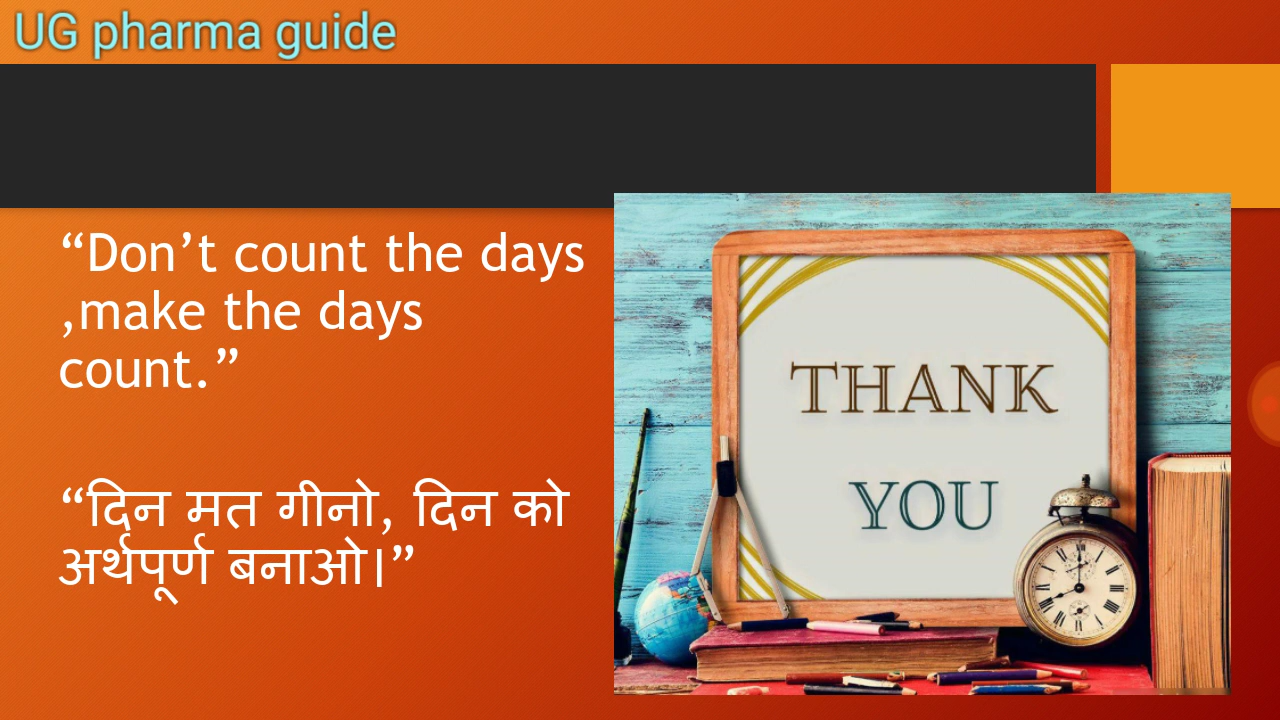 UG pharma guide
“Don’t count the days
,make the days
count.”
“दिन मत गीनो, दिन को
अर्थपूर्ण बनाओ।”
THANK
YOU